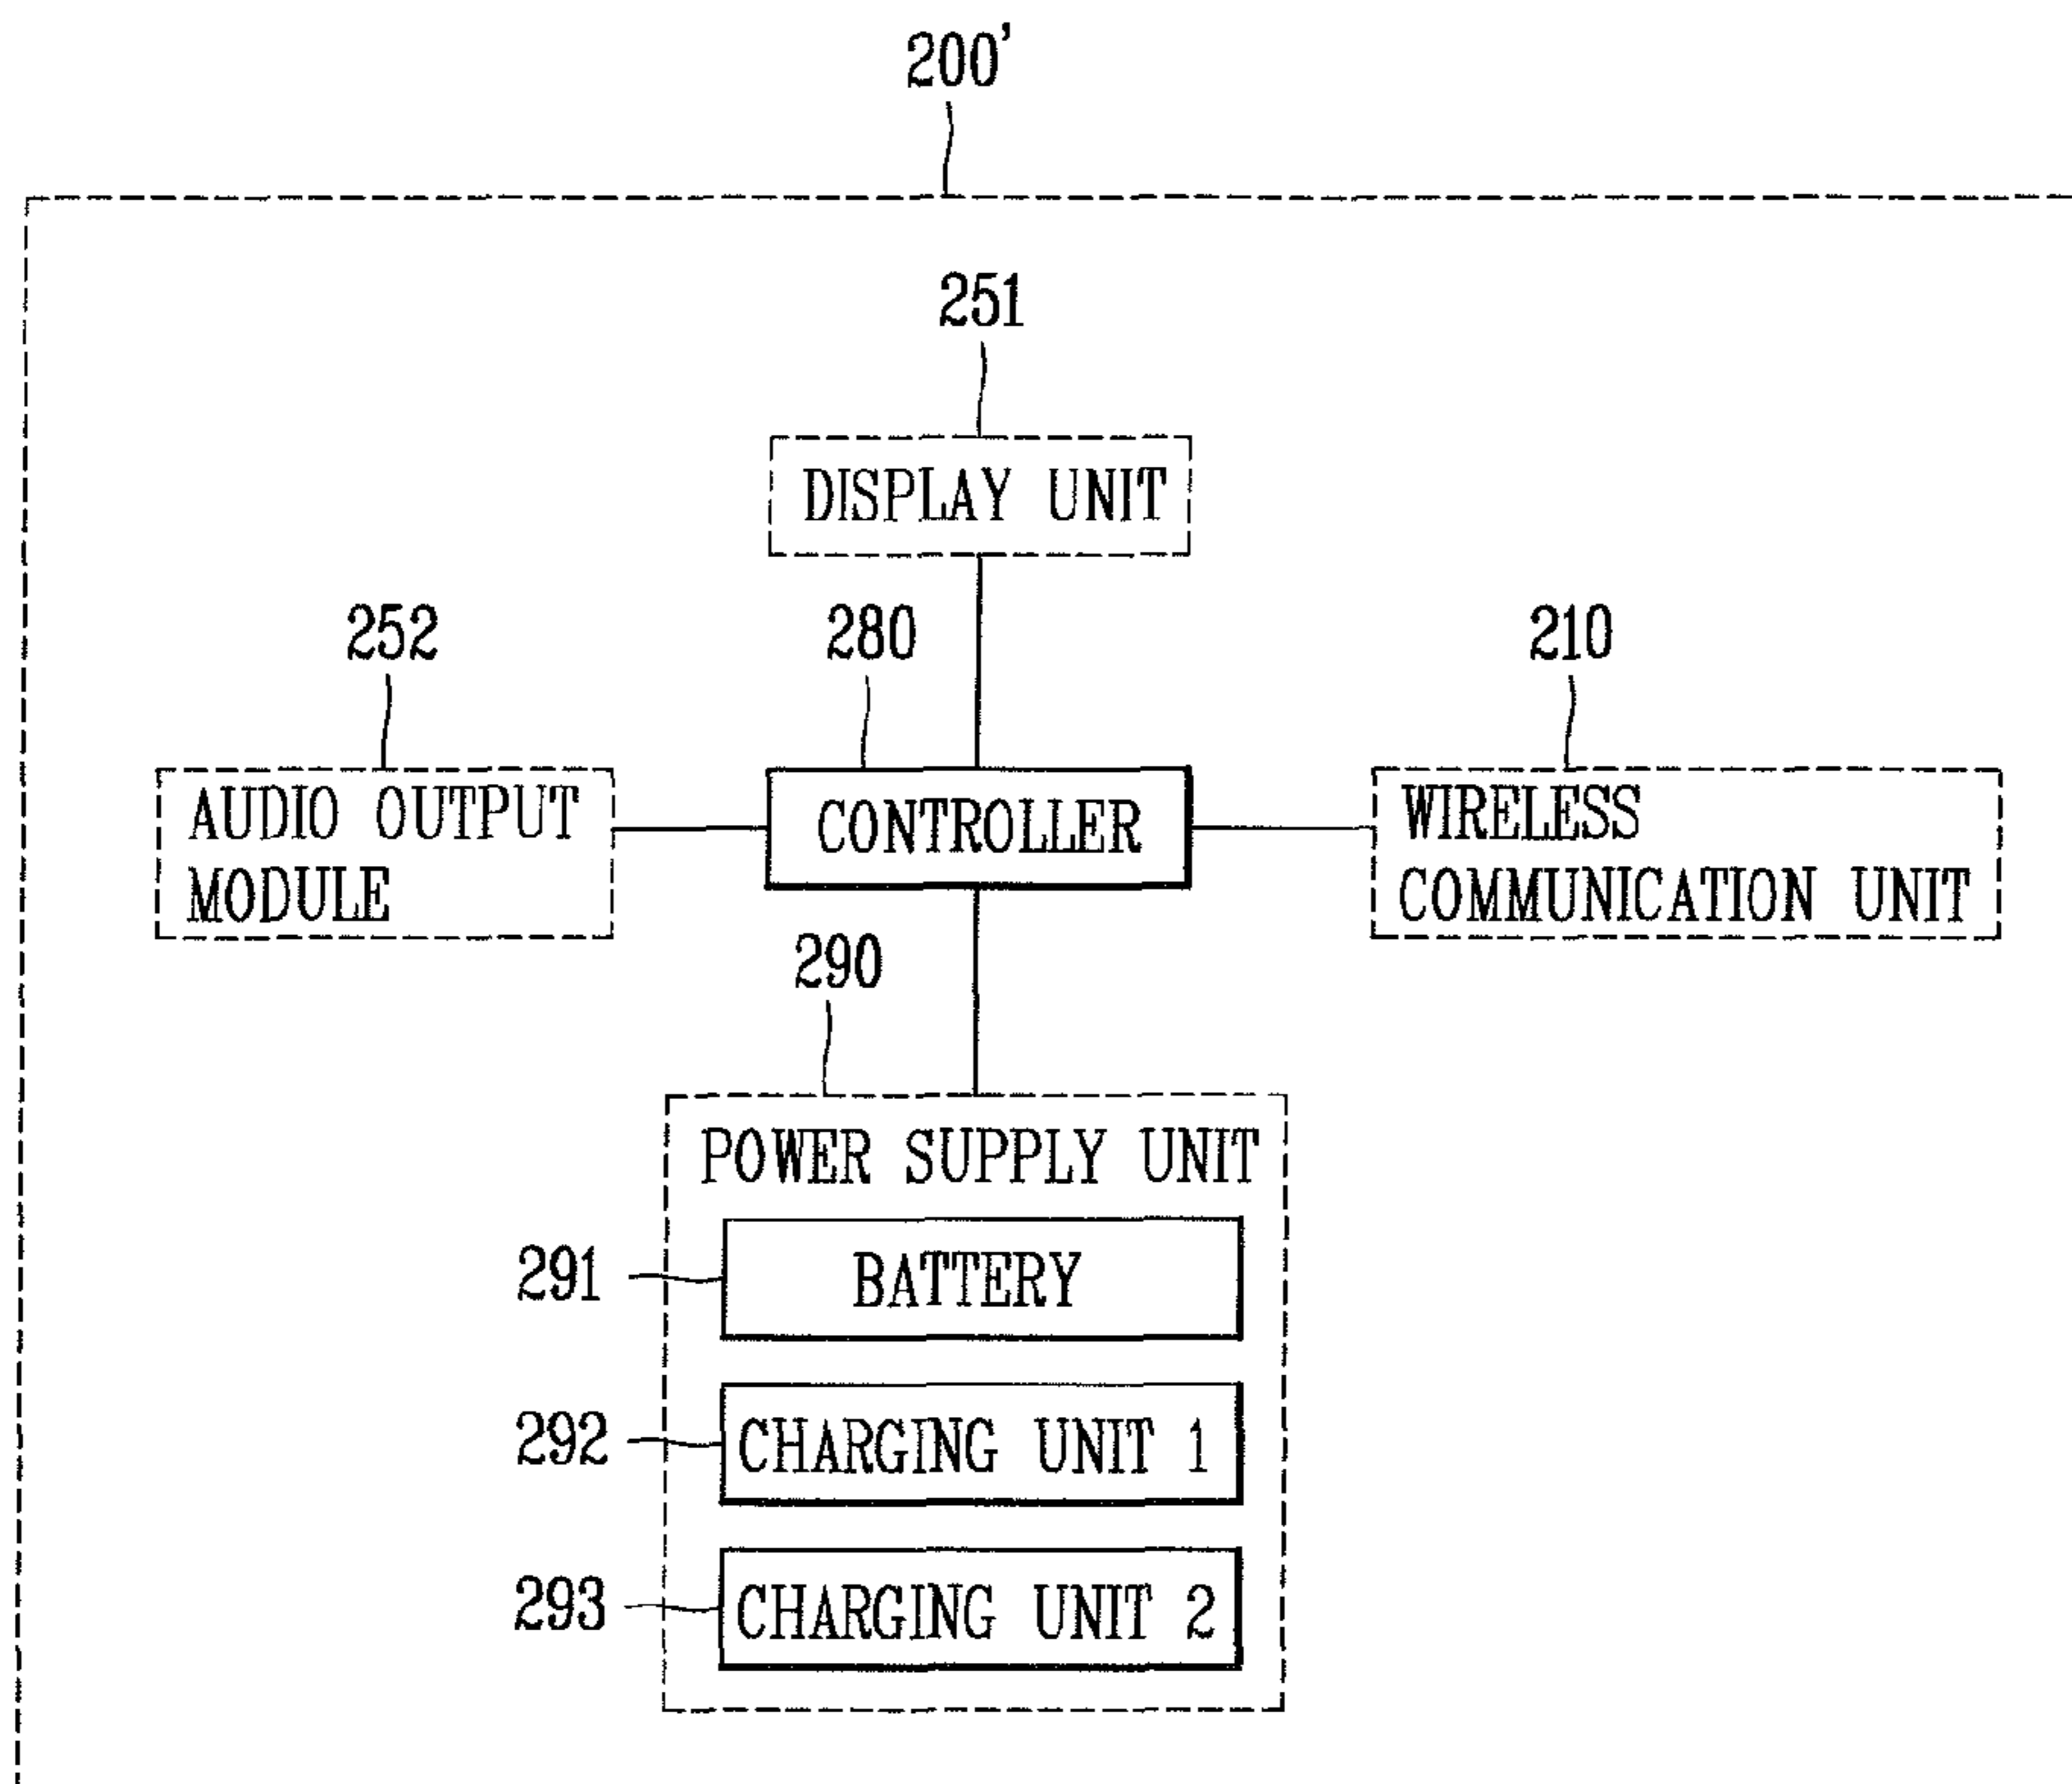 200'
251
DISPLAY UNIT
252
280
210
AUDIO OUTPUT
MODULE
CONTROLLER
WIRELESS
COMMUNICATION UNIT
290
POWER SUPPLY UNIT
291
BATTERY
292
CHARGING UNIT 1
293
CHARGING UNIT 2